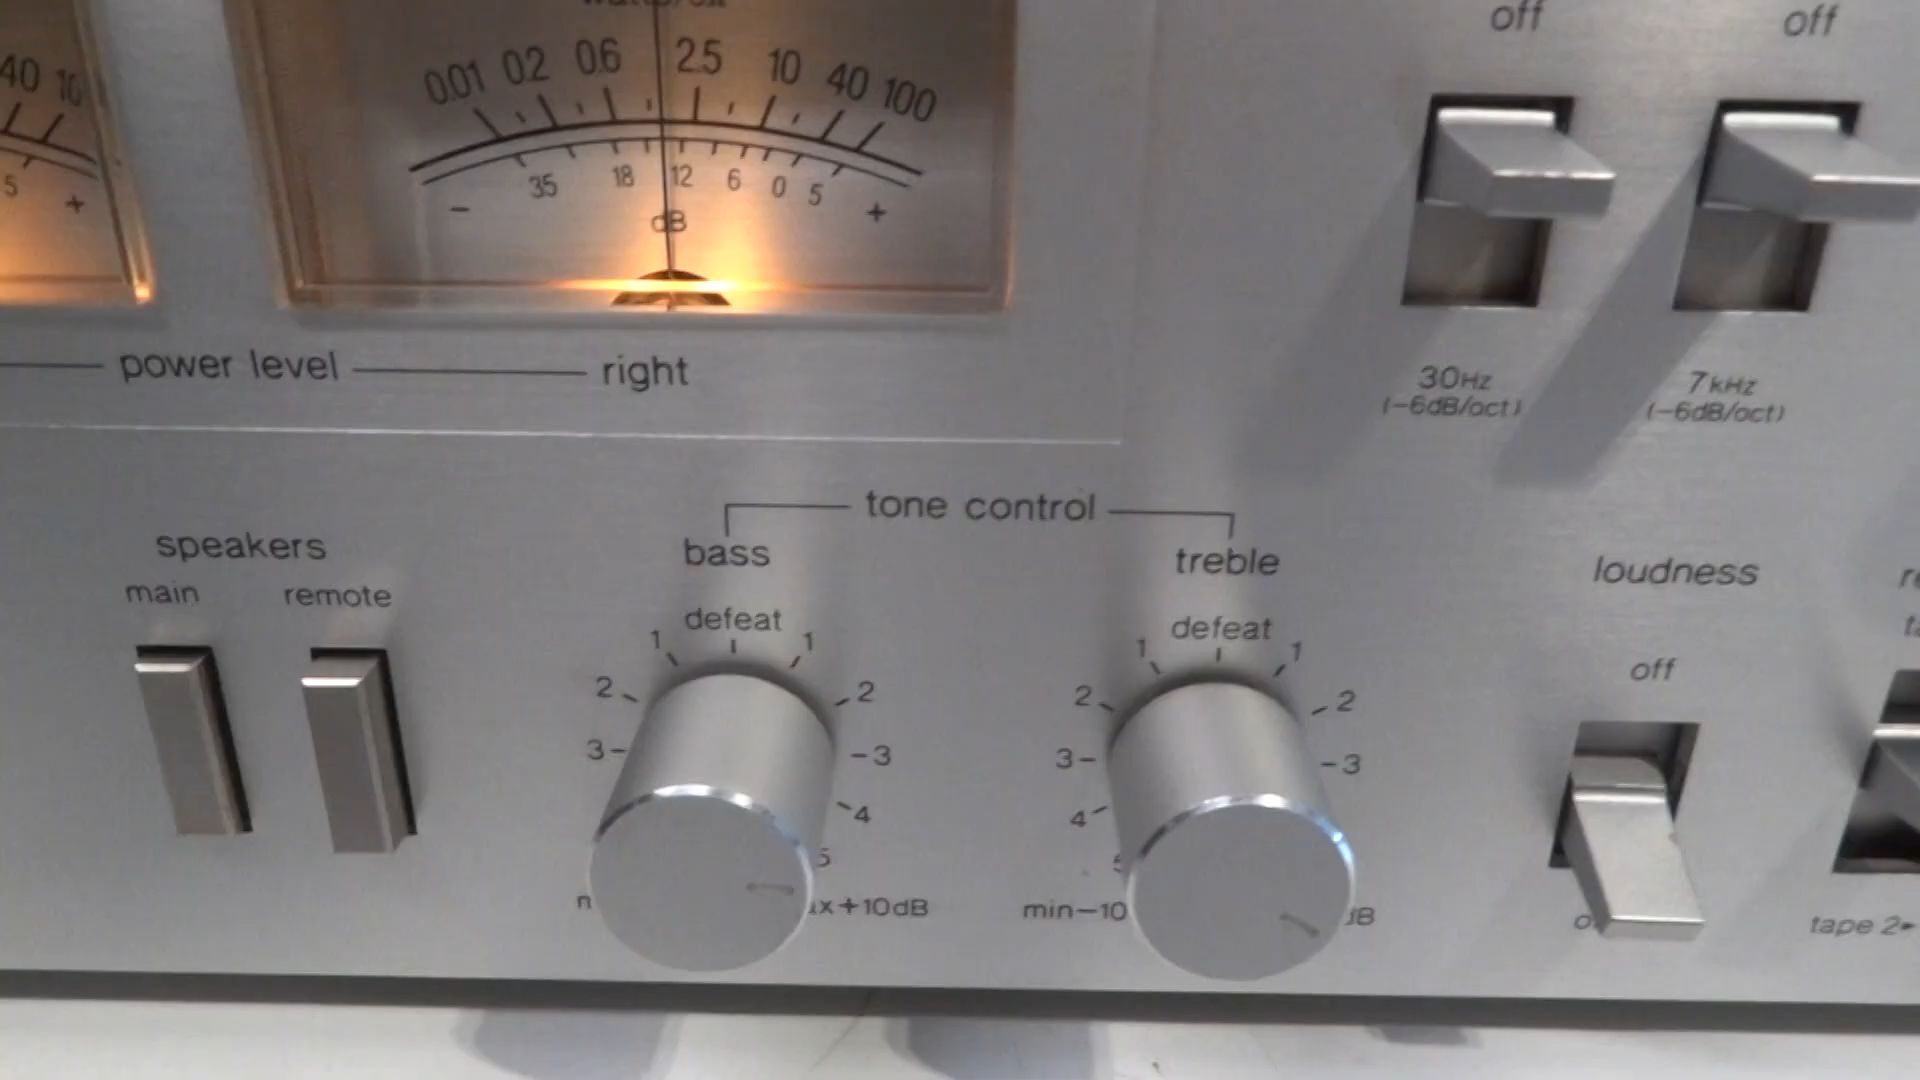 off off
40
0.01 0.2 0.6 2.5 10 40 100
35 18 12 6 0 5
5 + − +
dB
power level right
30Hz 7kHz
(−6dB/oct) (−6dB/oct)
tone control
speakers bass treble loudness
main remote
defeat defeat
1 1 1 1
off
2 2 2 2
3 3 3 3
4 4
5
+10dB min−10
tape 2